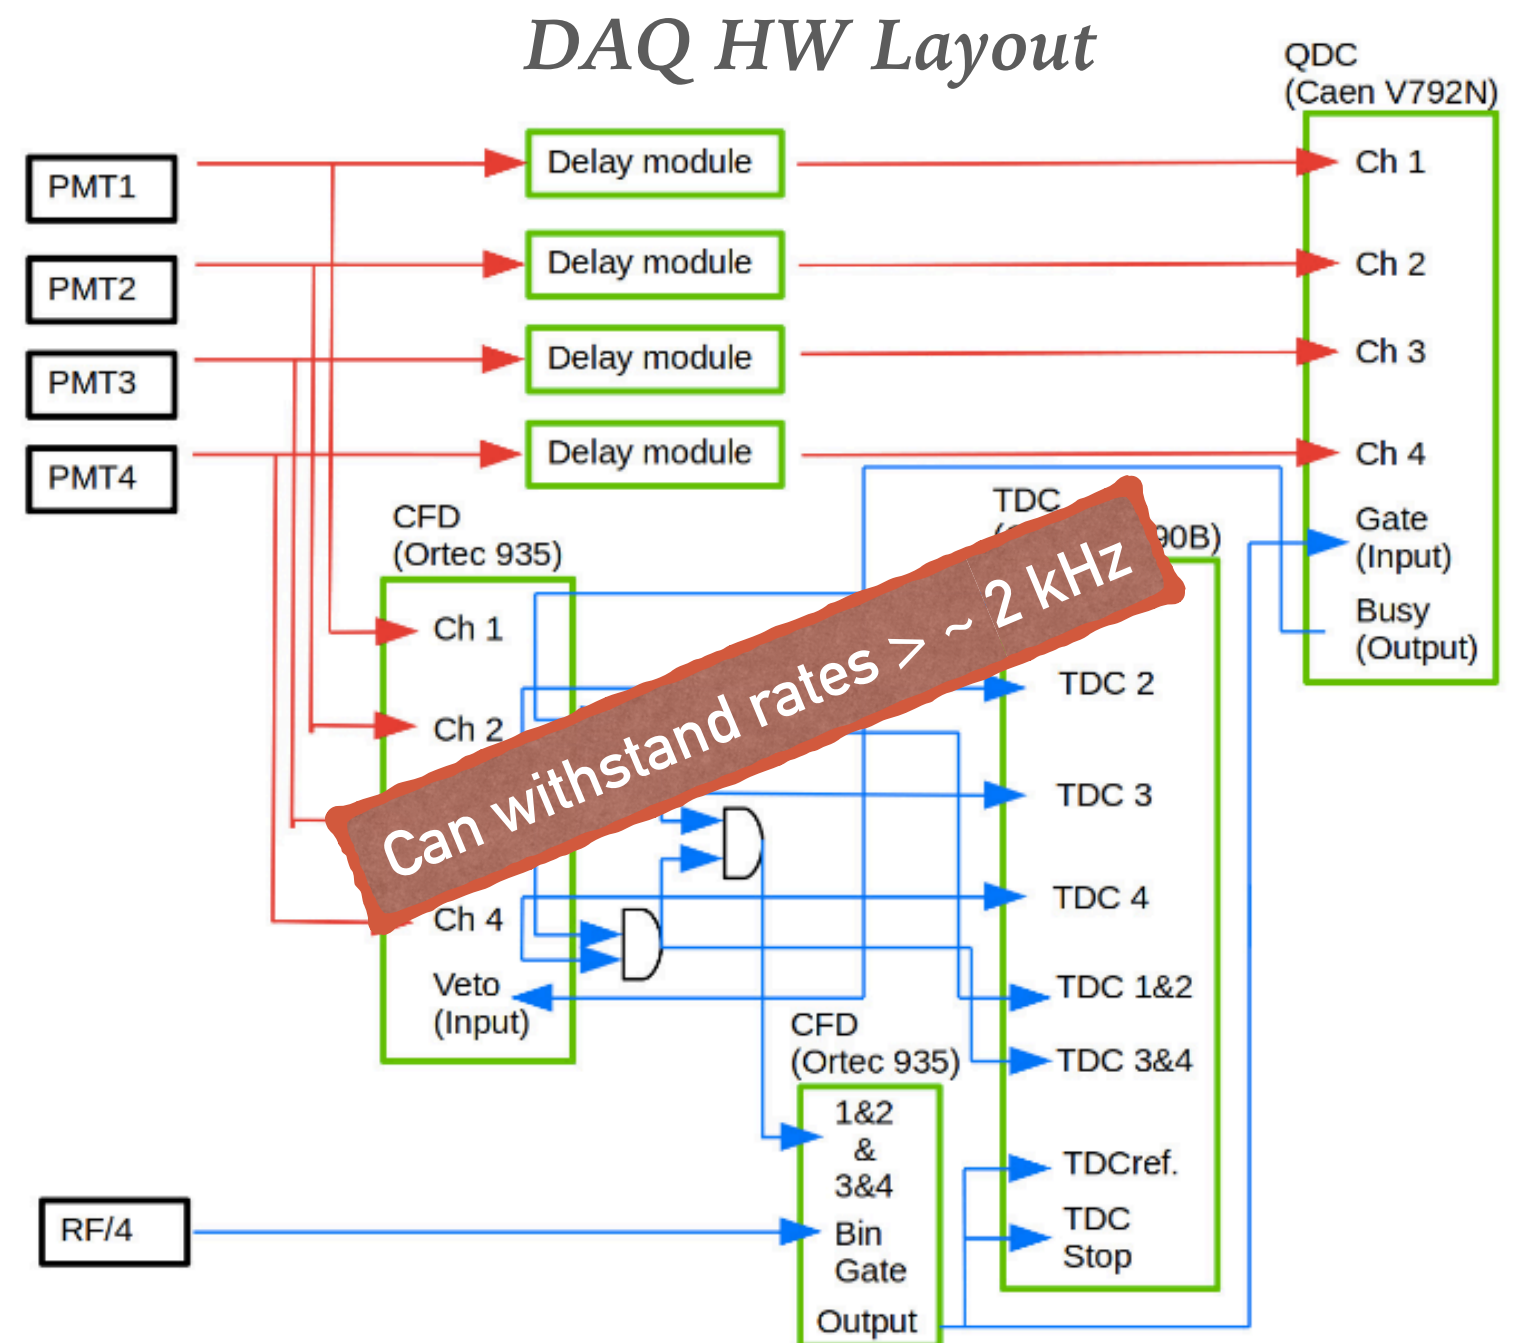 DAQ HW Layout
QDC
(Caen V792N)
PMT1
Delay module
Ch 1
PMT2
Delay module
Ch 2
PMT3
Delay module
Ch 3
PMT4
Delay module
Ch 4
Gate
(Input)
Busy
(Output)
CFD
(Ortec 935)
Ch 1
Ch 2
Ch 4
Veto
(Input)
TDC
90B)
Can withstand rates > ~ 2 kHz
TDC 2
TDC 3
TDC 4
TDC 1&2
TDC 3&4
TDCref.
TDC
Stop
CFD
(Ortec 935)
1&2
&
3&4
Bin
Gate
Output
RF/4